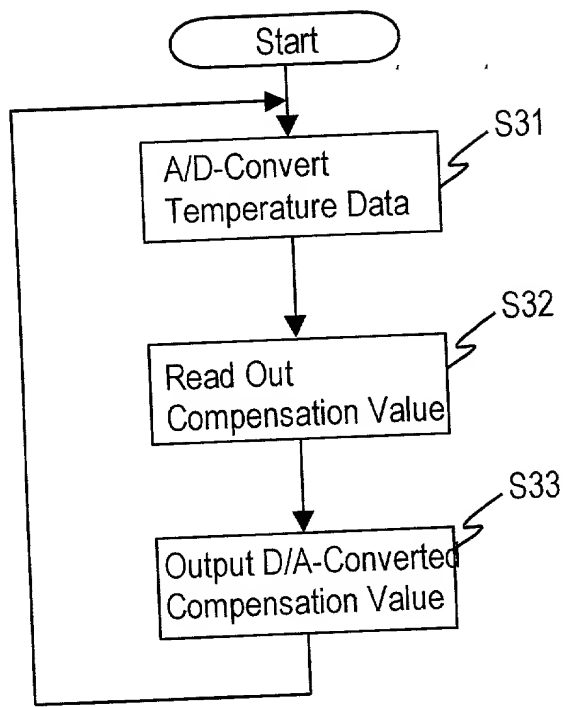 Start
S31
A/D-Convert
Temperature Data
S32
Read Out
Compensation Value
S33
Output D/A-Converted
Compensation Value